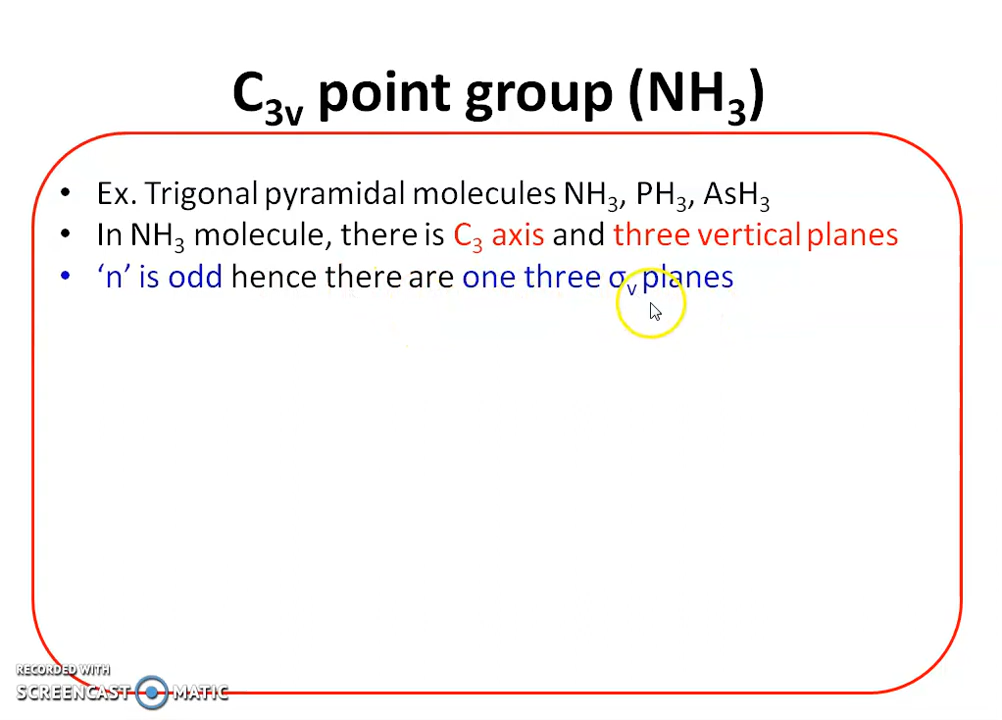 C₃ᵥ point group (NH₃)
• Ex. Trigonal pyramidal molecules NH₃, PH₃, AsH₃
• In NH₃ molecule, there is C₃ axis and three vertical planes
• ‘n’ is odd hence there are one three σᵥ planes
RECORDED WITH
SCREENCAST MATIC